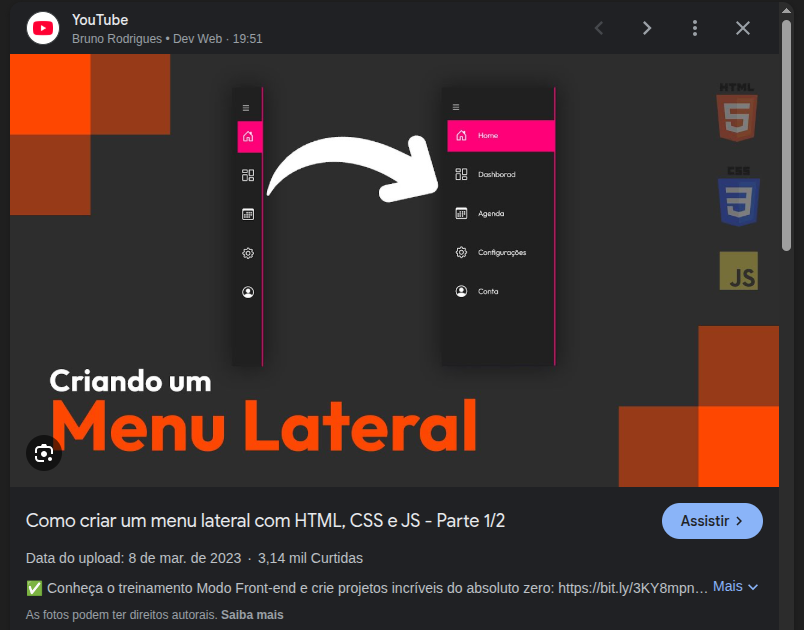 YouTube
Bruno Rodrigues • Dev Web · 19:51
HTML
5
Home
Dashborad
CSS
3
Agenda
Configurações
JS
Conta
Criando um
Menu Lateral
Como criar um menu lateral com HTML, CSS e JS - Parte 1/2
Assistir
Data do upload: 8 de mar. de 2023 · 3,14 mil Curtidas
✅ Conheça o treinamento Modo Front-end e crie projetos incríveis do absoluto zero: https://bit.ly/3KY8mpn… Mais
As fotos podem ter direitos autorais. Saiba mais